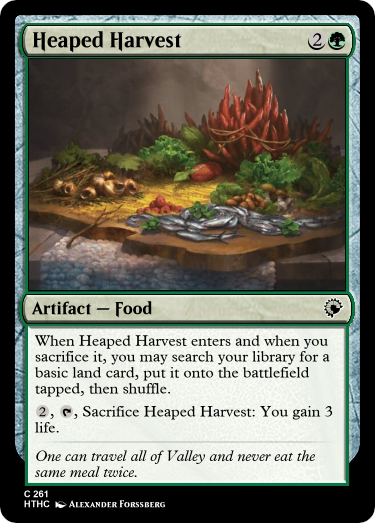 Heaped Harvest 2
Artifact — Food
When Heaped Harvest enters and when you
sacrifice it, you may search your library for a
basic land card, put it onto the battlefield
tapped, then shuffle.
2, , Sacrifice Heaped Harvest: You gain 3
life.
One can travel all of Valley and never eat the
same meal twice.
C 261
HTHC Alexander Forssberg